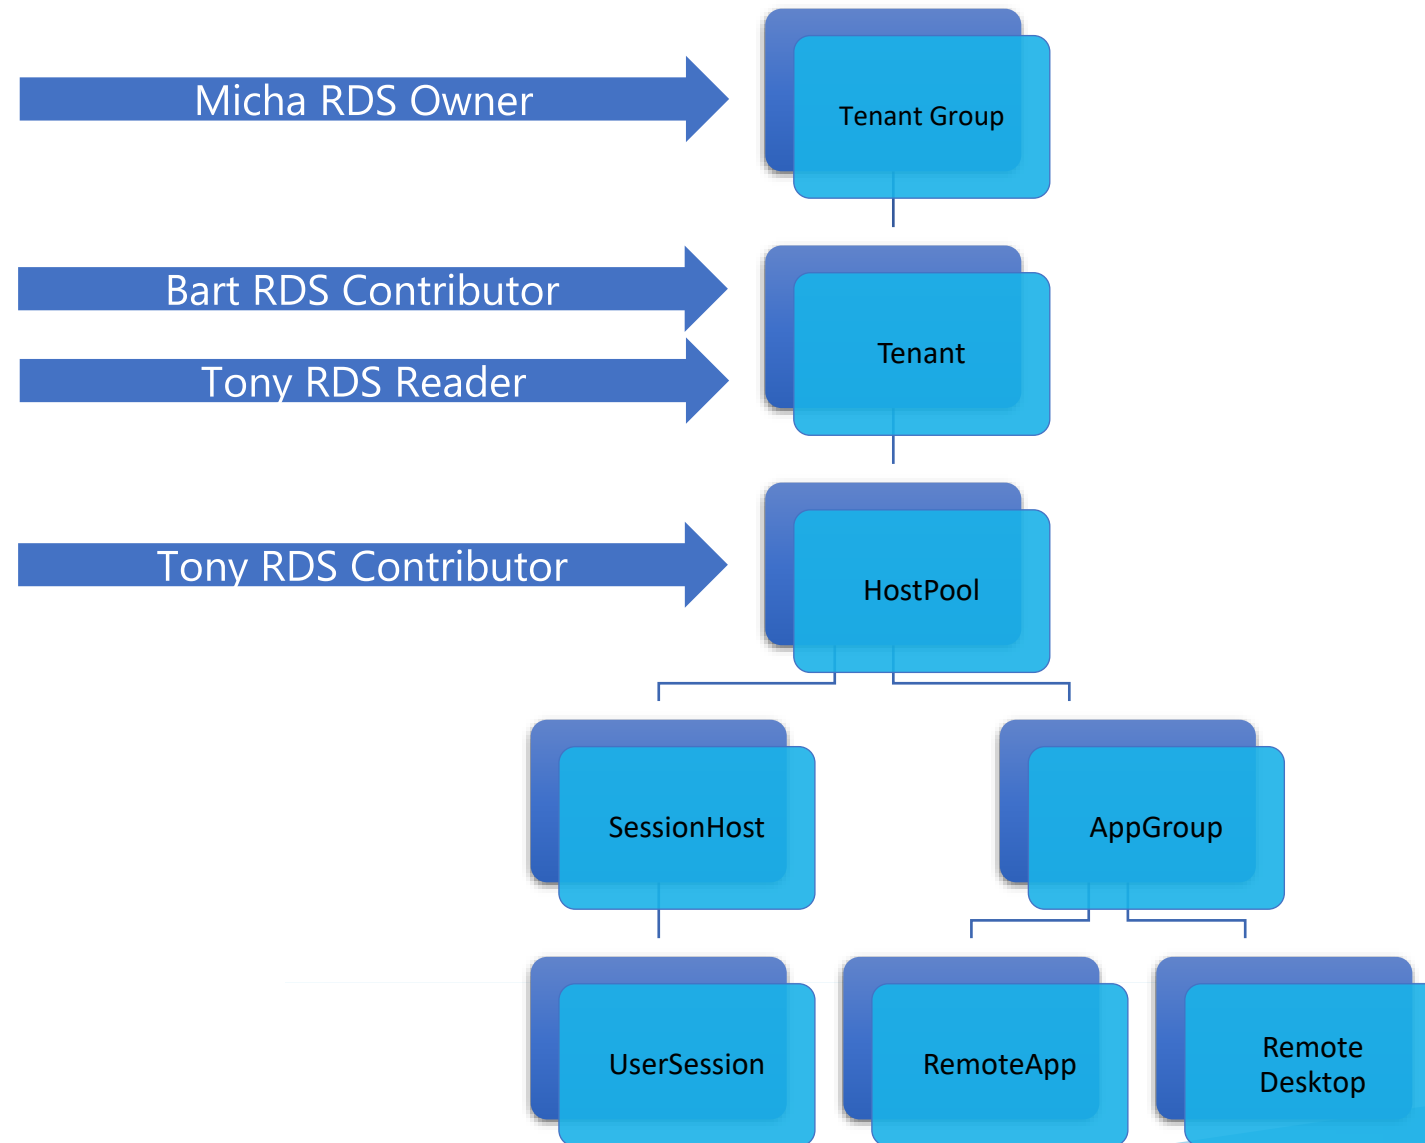 Micha RDS Owner
Tenant Group
Bart RDS Contributor
Tony RDS Reader
Tenant
Tony RDS Contributor
HostPool
SessionHost
AppGroup
UserSession
RemoteApp
Remote
Desktop